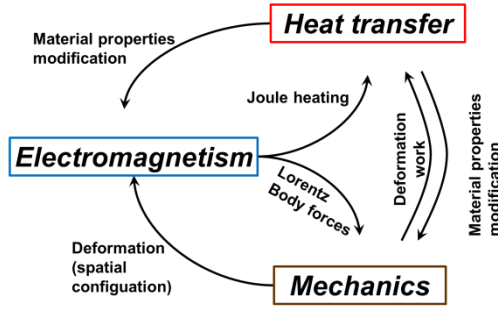 Heat transfer
Material properties
modification
Joule heating
Electromagnetism
Lorentz
Body forces
Deformation
work
Material properties
modification
Deformation
(spatial
configuation)
Mechanics